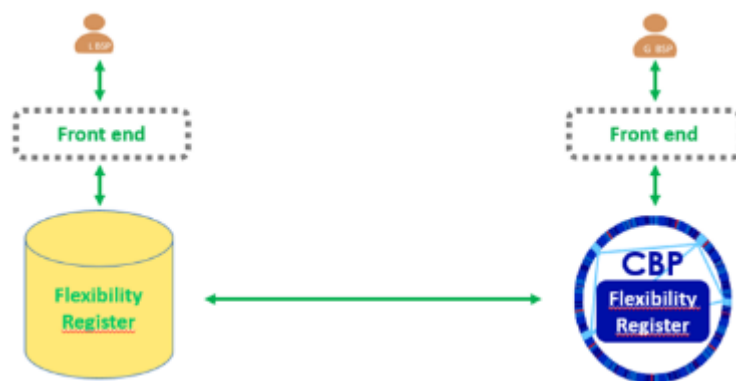 L BSP
G BSP
Front end
Front end
CBP
Flexibility
Register
Flexibility
Register